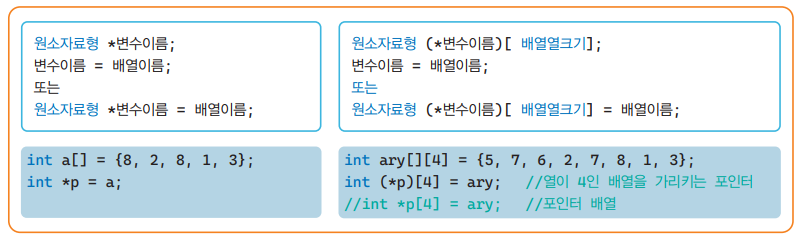 원소자료형 *변수이름;
변수이름 = 배열이름;
또는
원소자료형 *변수이름 = 배열이름;
원소자료형 (*변수이름)[ 배열열크기];
변수이름 = 배열이름;
또는
원소자료형 (*변수이름)[ 배열열크기] = 배열이름;
int a[] = {8, 2, 8, 1, 3};
int *p = a;
int ary[][4] = {5, 7, 6, 2, 7, 8, 1, 3};
int (*p)[4] = ary;   //열이 4인 배열을 가리키는 포인터
//int *p[4] = ary;   //포인터 배열